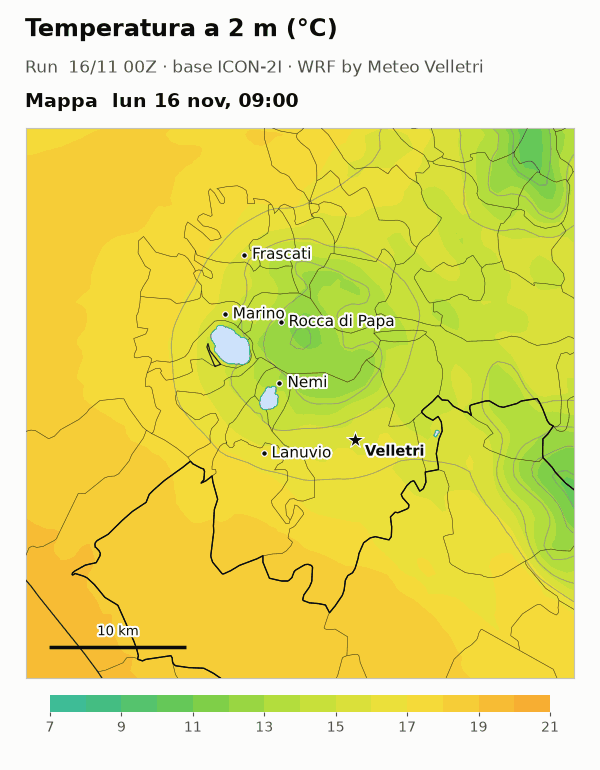 Temperatura a 2 m (°C)
Run  16/11 00Z · base ICON-2I · WRF by Meteo Velletri
Mappa  lun 16 nov, 09:00
Frascati
Marino
Rocca di Papa
Nemi
Velletri
Lanuvio
10 km
7 9 11 13 15 17 19 21